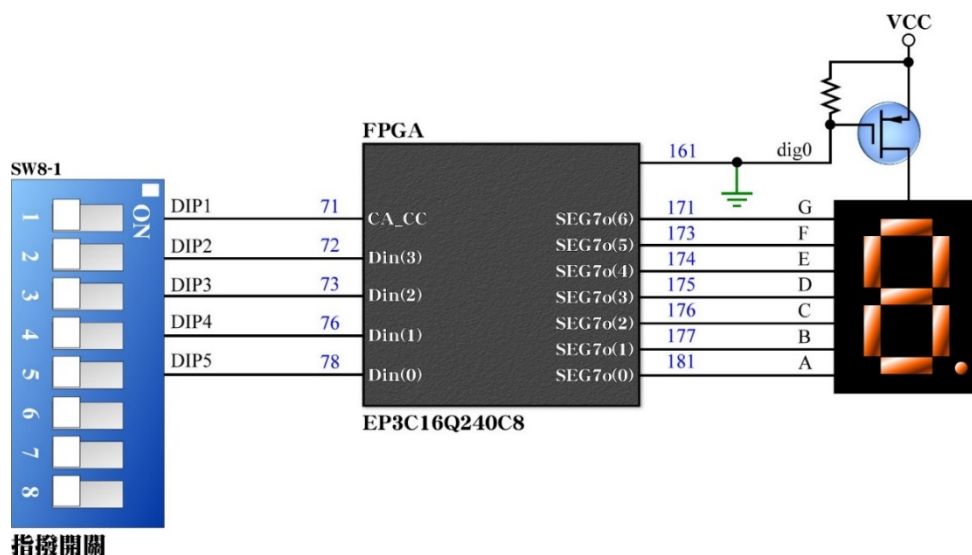 VCC
FPGA
161 dig0
SW8-1
ON
1 DIP1 71 CA_CC SEG7o(6) 171 G
2 DIP2 72 Din(3) SEG7o(5) 173 F
3 DIP3 73 Din(2) SEG7o(4) 174 E
4 DIP4 76 Din(1) SEG7o(3) 175 D
5 DIP5 78 Din(0) SEG7o(2) 176 C
6 SEG7o(1) 177 B
7 SEG7o(0) 181 A
8
EP3C16Q240C8
指撥開關